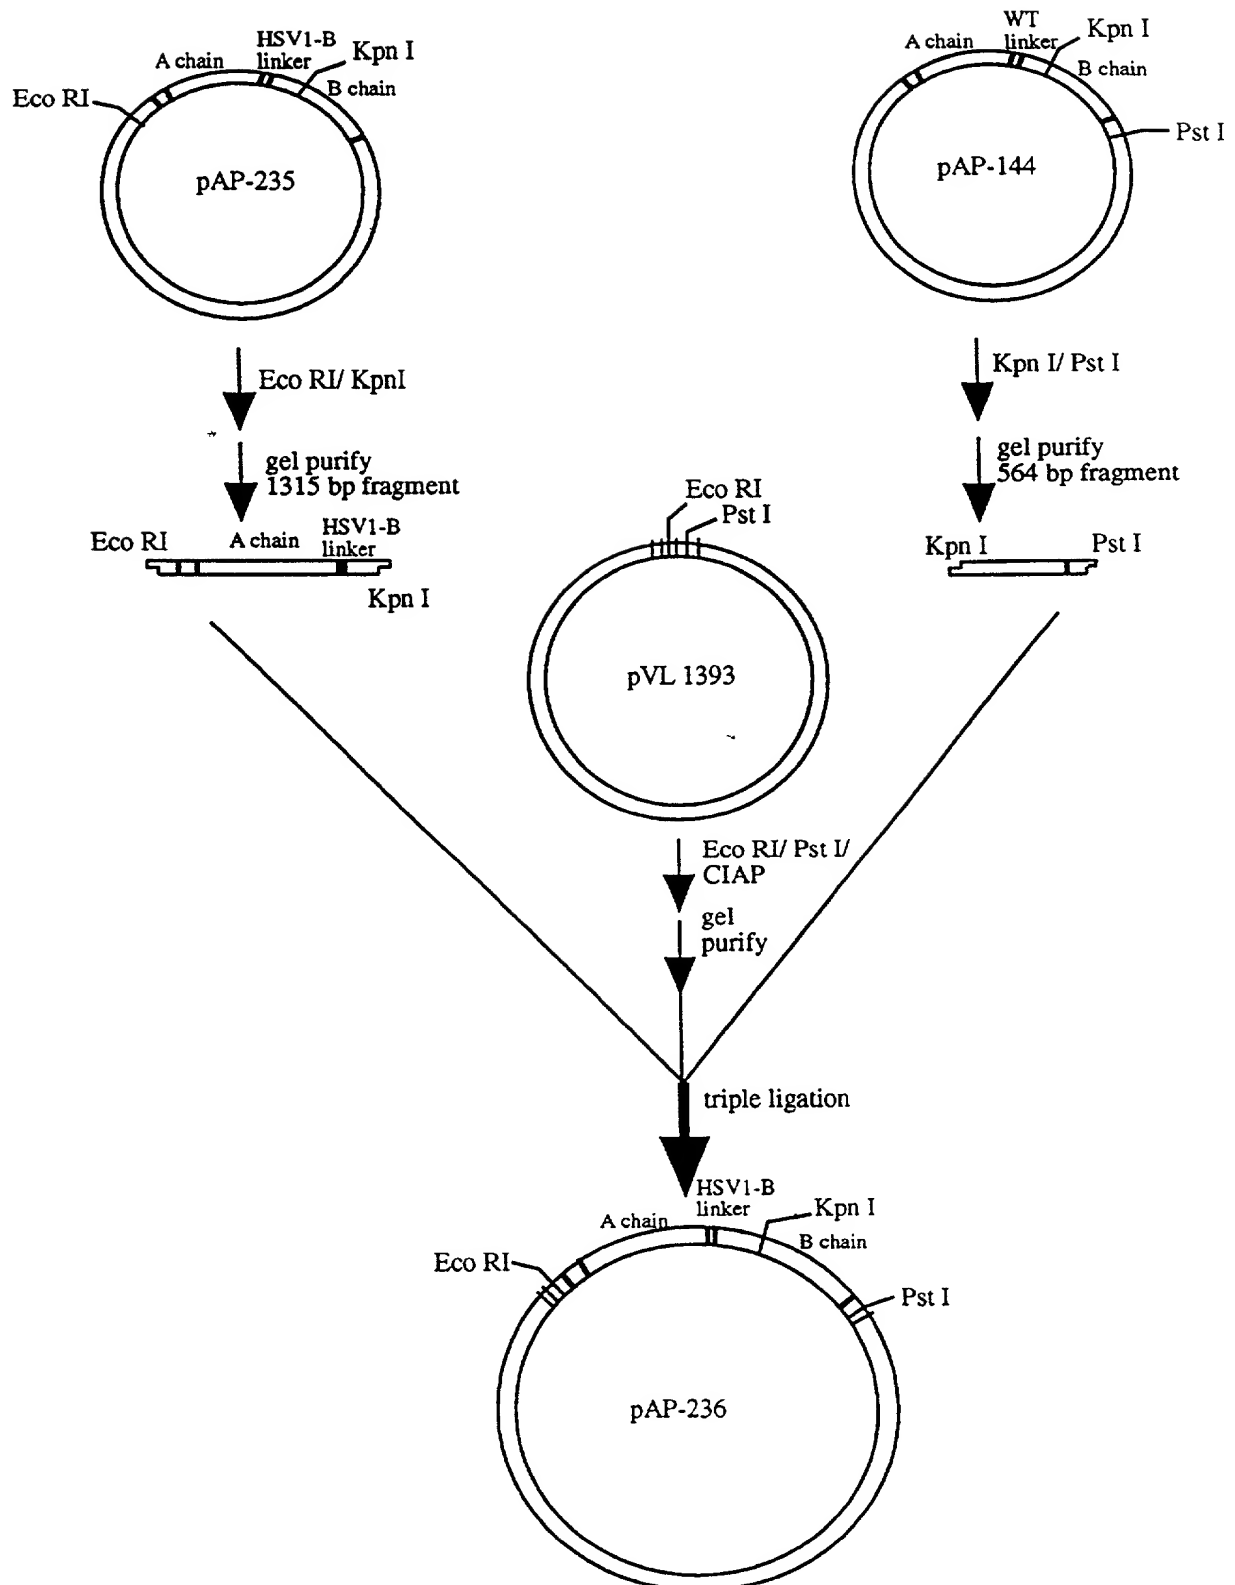 A chain
HSV1-B
linker
Kpn I
B chain
Eco RI
pAP-235
A chain
WT
linker
Kpn I
B chain
Pst I
pAP-144
Eco RI/ KpnI
gel purify
1315 bp fragment
Kpn I/ Pst I
gel purify
564 bp fragment
Eco RI
A chain
HSV1-B
linker
Kpn I
Eco RI
Pst I
Kpn I
Pst I
pVL 1393
Eco RI/ Pst I/
CIAP
gel
purify
triple ligation
HSV1-B
linker
A chain
Kpn I
B chain
Eco RI
Pst I
pAP-236